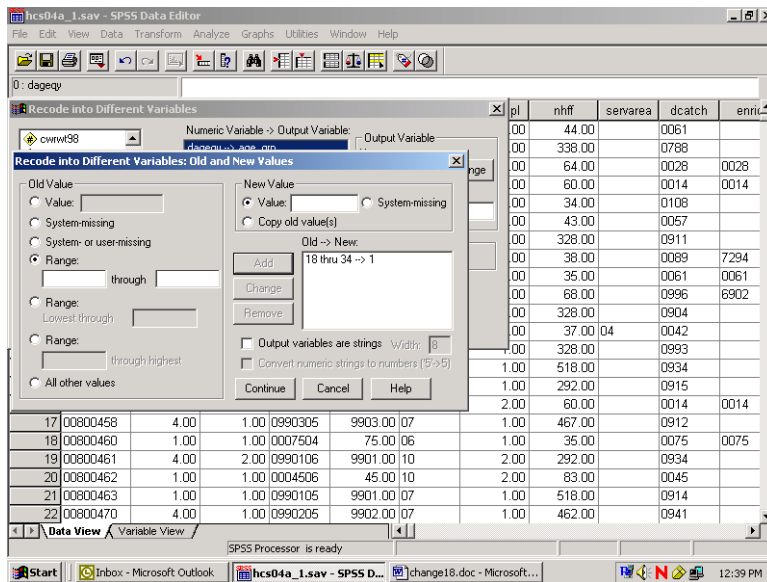 hcs04a_1.sav - SPSS Data Editor
File Edit View Data Transform Analyze Graphs Utilities Window Help
0 : dageqy
pl nhff servarea dcatch
Recode into Different Variables
cwrwt98
Numeric Variable -> Output Variable:
Output Variable
dageqy --> age_grp
nge
Recode into Different Variables: Old and New Values
Old Value
Value:
System-missing
System- or user-missing
Range:
through
Range:
Lowest through
Range:
through highest
All other values
New Value
Value: System-missing
Copy old value(s)
Old --> New:
18 thru 34 --> 1
Add
Change
Remove
Output variables are strings Width: 8
Convert numeric strings to numbers ('5'->5)
Continue Cancel Help
.00 44.00 0061
.00 338.00 0788
.00 64.00 0028 0028
.00 60.00 0014 0014
.00 34.00 0108
.00 43.00 0057
.00 328.00 0911
.00 38.00 0089 7294
.00 35.00 0061 0061
.00 68.00 0996 6902
.00 328.00 0904
.00 37.00 04 0042
.00 328.00 0993
1.00 518.00 0934
1.00 292.00 0915
2.00 60.00 0014 0014
17 00800458 4.00 1.00 0990305 9903.00 07 1.00 467.00 0912
18 00800460 1.00 1.00 0007504 75.00 06 1.00 35.00 0075 0075
19 00800461 4.00 2.00 0990106 9901.00 10 2.00 292.00 0934
20 00800462 1.00 1.00 0004506 45.00 10 2.00 83.00 0045
21 00800463 1.00 1.00 0990105 9901.00 07 1.00 518.00 0914
22 00800470 4.00 1.00 0990205 9902.00 07 1.00 462.00 0941
Data View Variable View
SPSS Processor is ready
Start Inbox - Microsoft Outlook hcs04a_1.sav - SPSS D... change18.doc - Microsoft... 12:39 PM